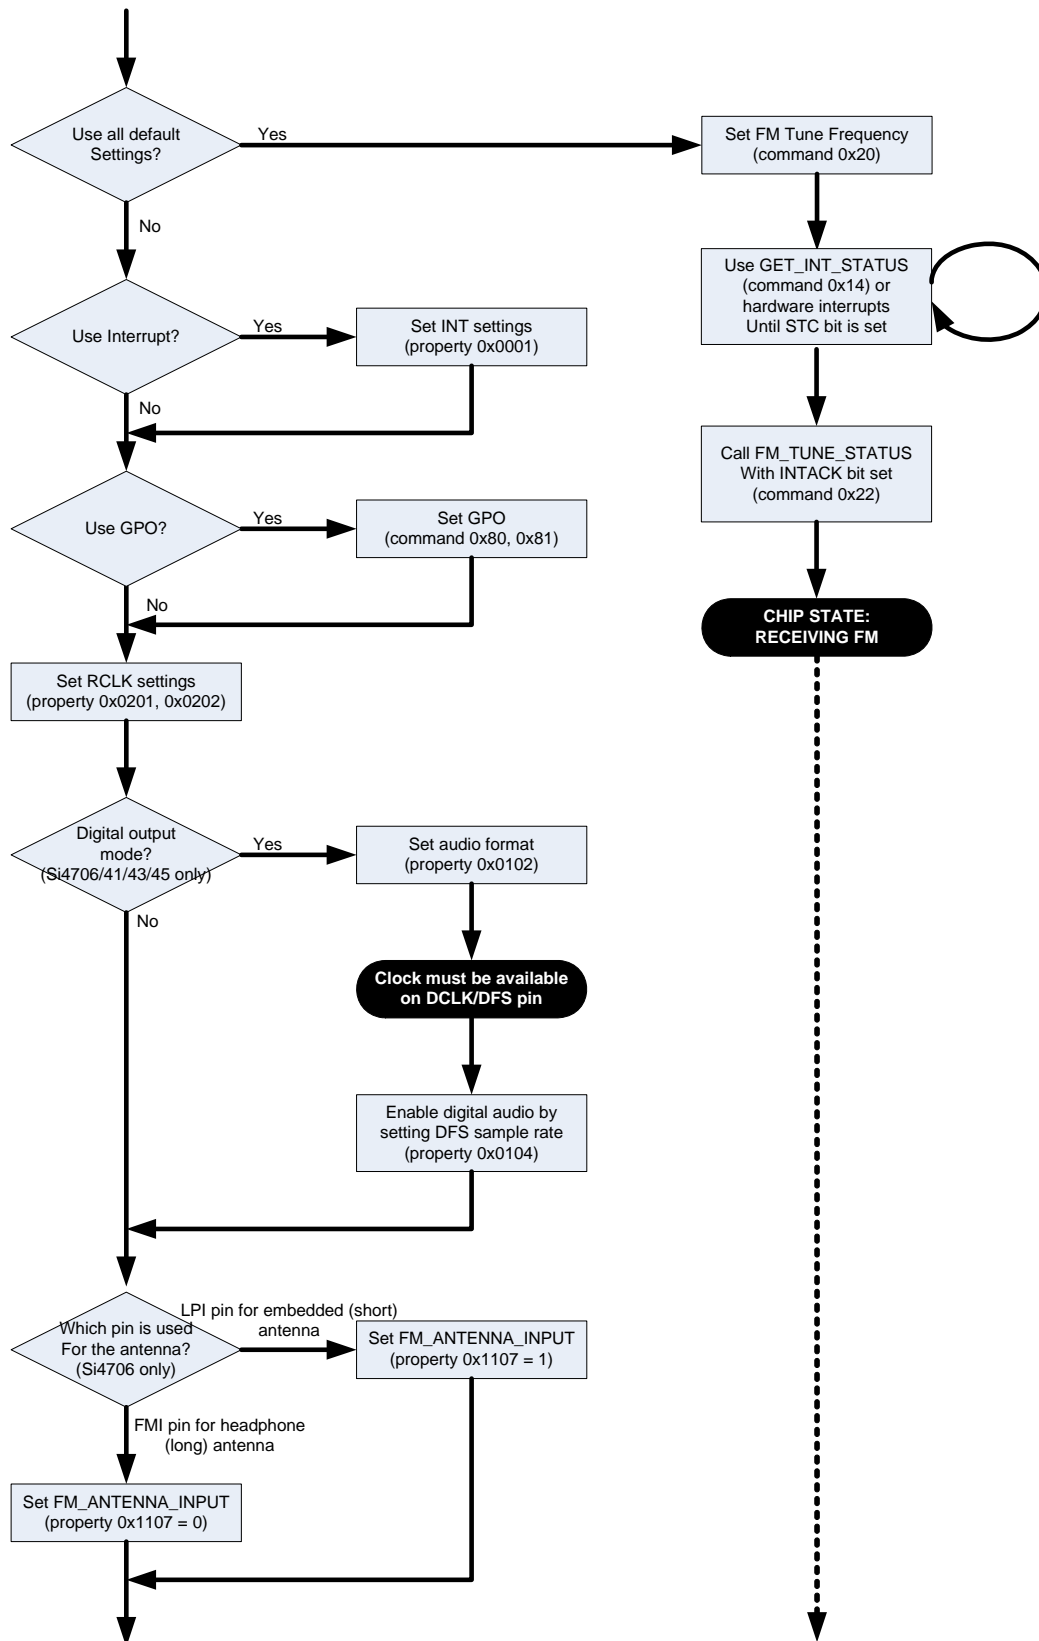 Use all default
Settings?
Yes
Set FM Tune Frequency
(command 0x20)
No
Use GET_INT_STATUS
(command 0x14) or
hardware interrupts
Until STC bit is set
Use Interrupt?
Yes
Set INT settings
(property 0x0001)
No
Call FM_TUNE_STATUS
With INTACK bit set
(command 0x22)
Use GPO?
Yes
Set GPO
(command 0x80, 0x81)
No
CHIP STATE:
RECEIVING FM
Set RCLK settings
(property 0x0201, 0x0202)
Digital output
mode?
(Si4706/41/43/45 only)
Yes
Set audio format
(property 0x0102)
No
Clock must be available
on DCLK/DFS pin
Enable digital audio by
setting DFS sample rate
(property 0x0104)
Which pin is used
For the antenna?
(Si4706 only)
LPI pin for embedded (short)
antenna
Set FM_ANTENNA_INPUT
(property 0x1107 = 1)
FMI pin for headphone
(long) antenna
Set FM_ANTENNA_INPUT
(property 0x1107 = 0)